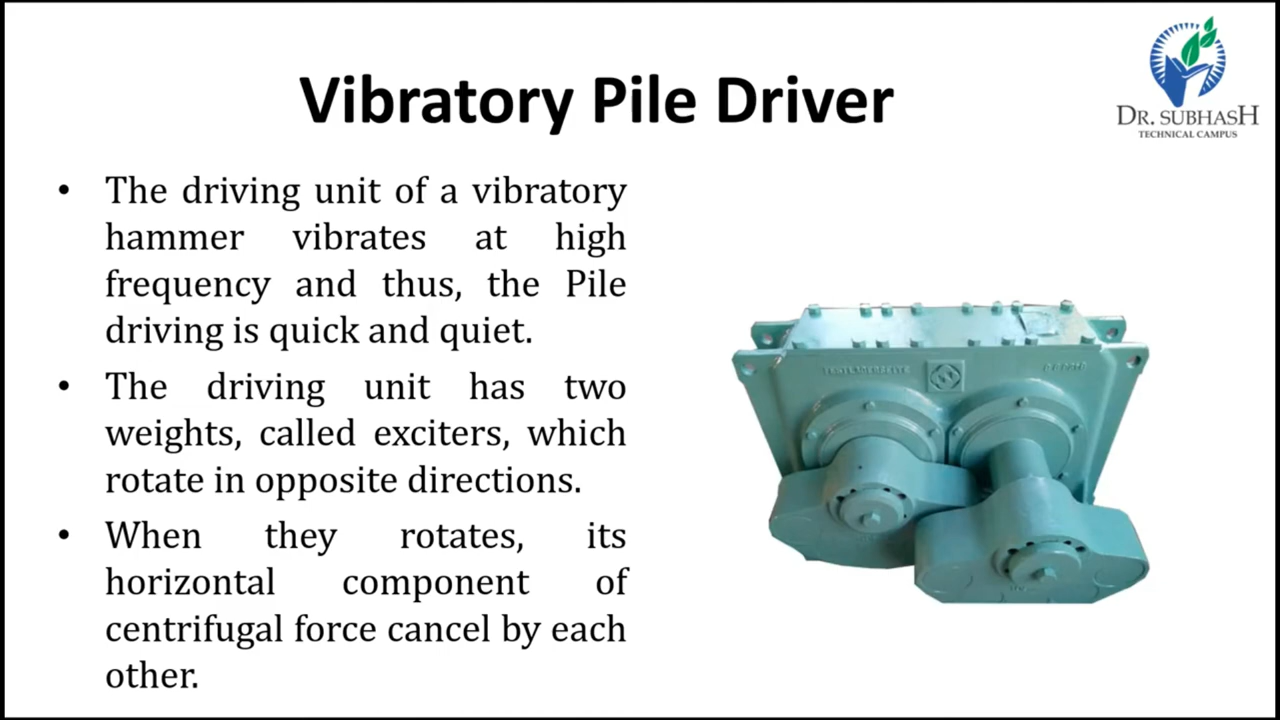 Vibratory Pile Driver
DR. SUBHASH
TECHNICAL CAMPUS
• The driving unit of a vibratory
hammer vibrates at high
frequency and thus, the Pile
driving is quick and quiet.
• The driving unit has two
weights, called exciters, which
rotate in opposite directions.
• When they rotates, its
horizontal component of
centrifugal force cancel by each
other.